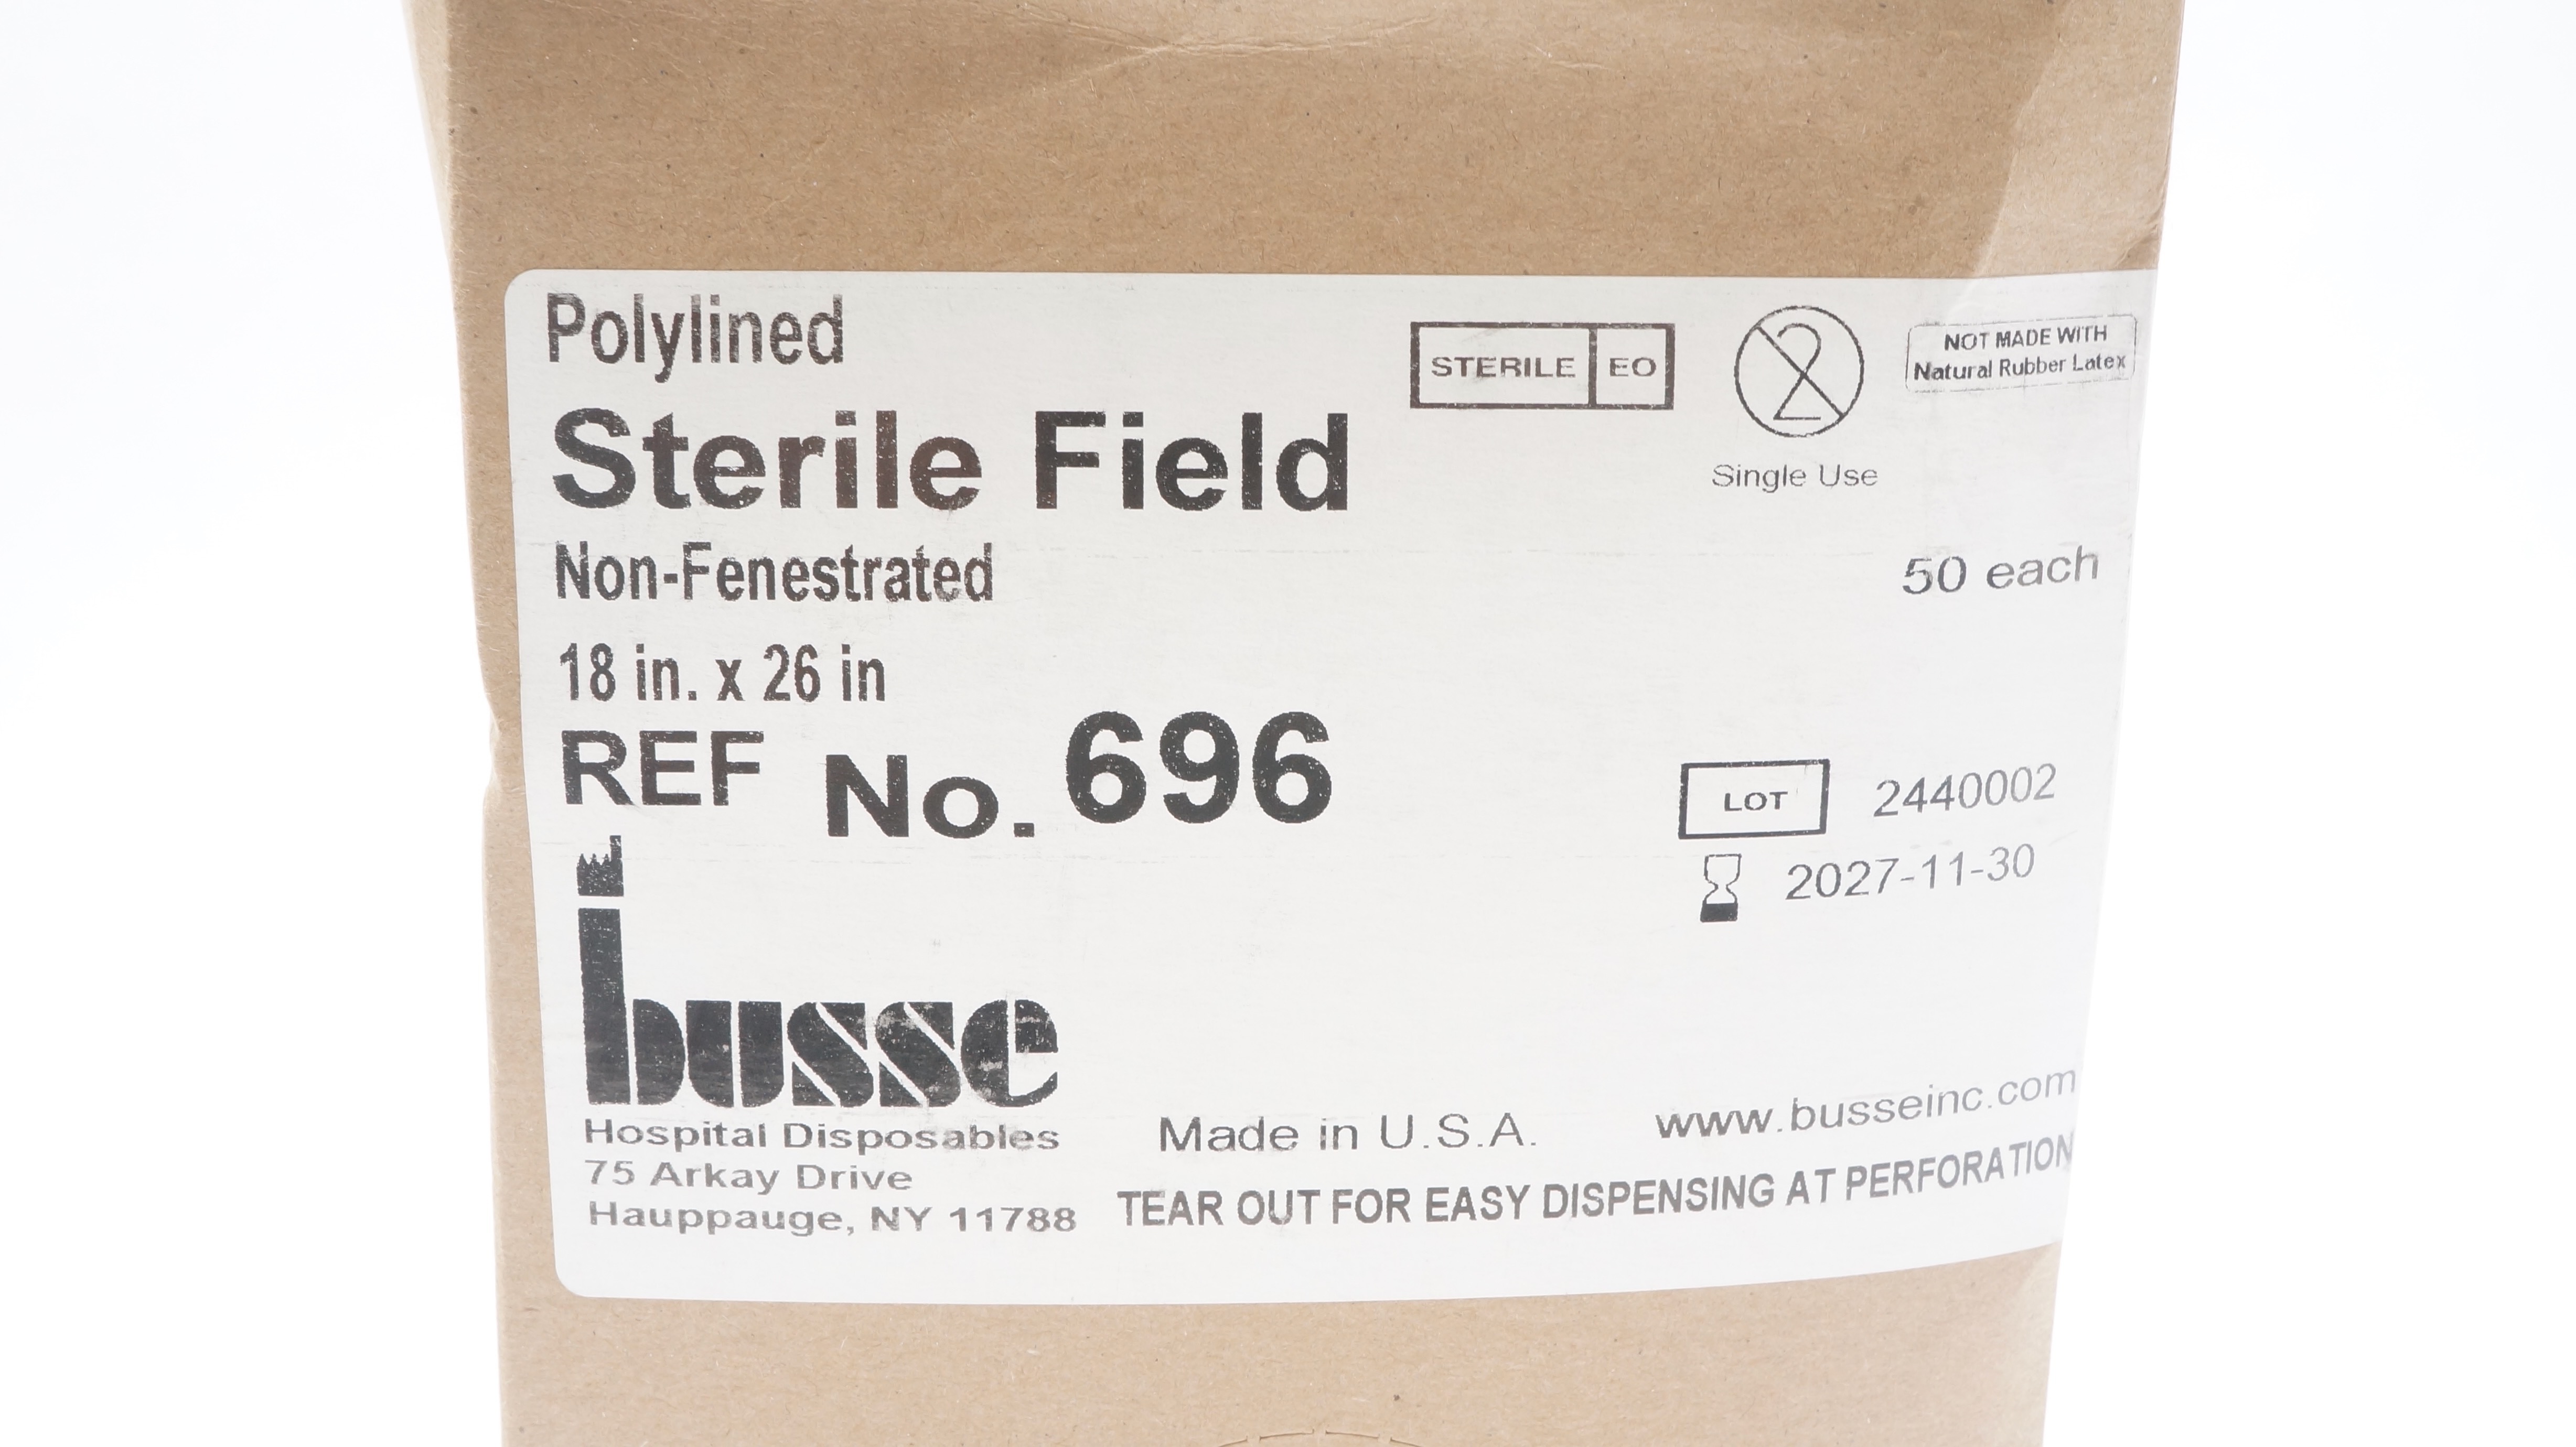 Polylined
STERILE EO
2
NOT MADE WITH
Natural Rubber Latex
Sterile Field
Single Use
Non-Fenestrated
50 each
18 in. x 26 in
REF No. 696
LOT 2440002
2027-11-30
busse
Hospital Disposables
75 Arkay Drive
Hauppauge, NY 11788
Made in U.S.A.
www.busseinc.com
TEAR OUT FOR EASY DISPENSING AT PERFORATION